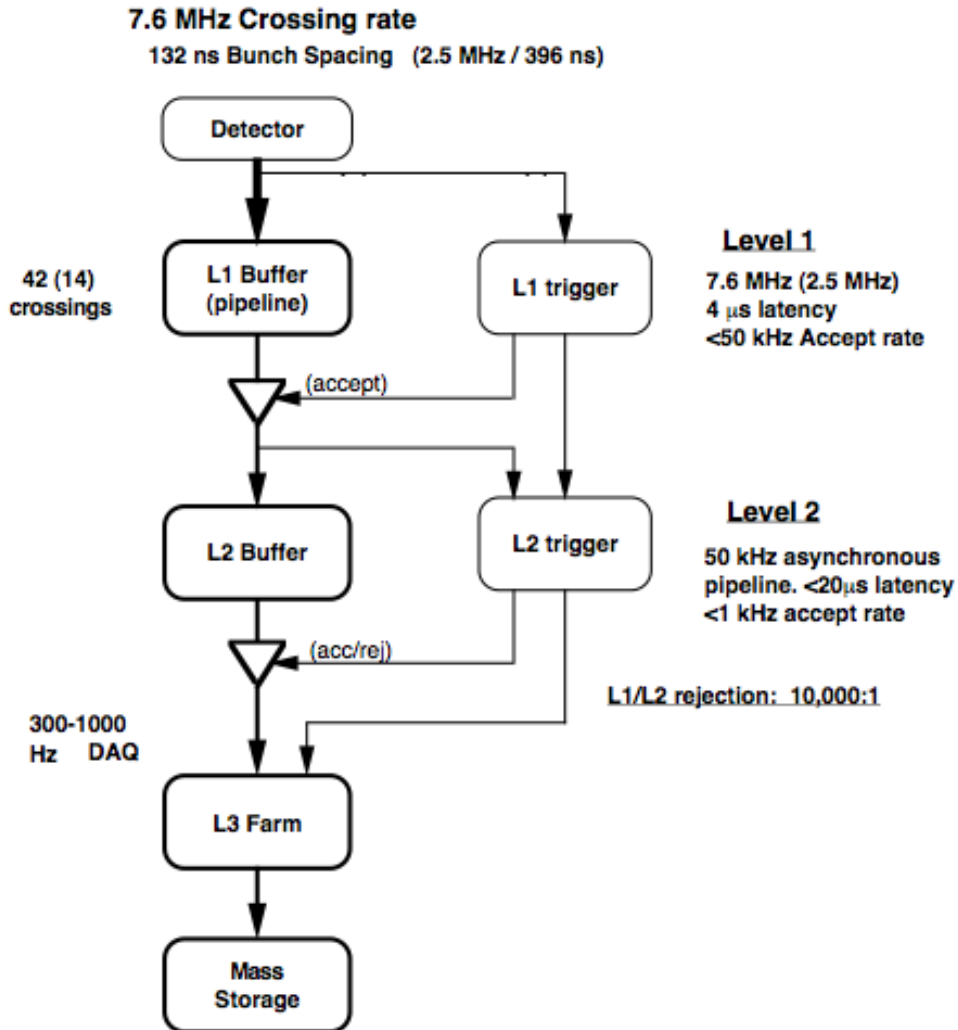 7.6 MHz Crossing rate
132 ns Bunch Spacing (2.5 MHz / 396 ns)
Detector
42 (14)
crossings
L1 Buffer
(pipeline)
L1 trigger
Level 1
7.6 MHz (2.5 MHz)
4 μs latency
<50 kHz Accept rate
(accept)
L2 Buffer
L2 trigger
Level 2
50 kHz asynchronous
pipeline. <20μs latency
<1 kHz accept rate
(acc/rej)
L1/L2 rejection: 10,000:1
300-1000
Hz DAQ
L3 Farm
Mass
Storage